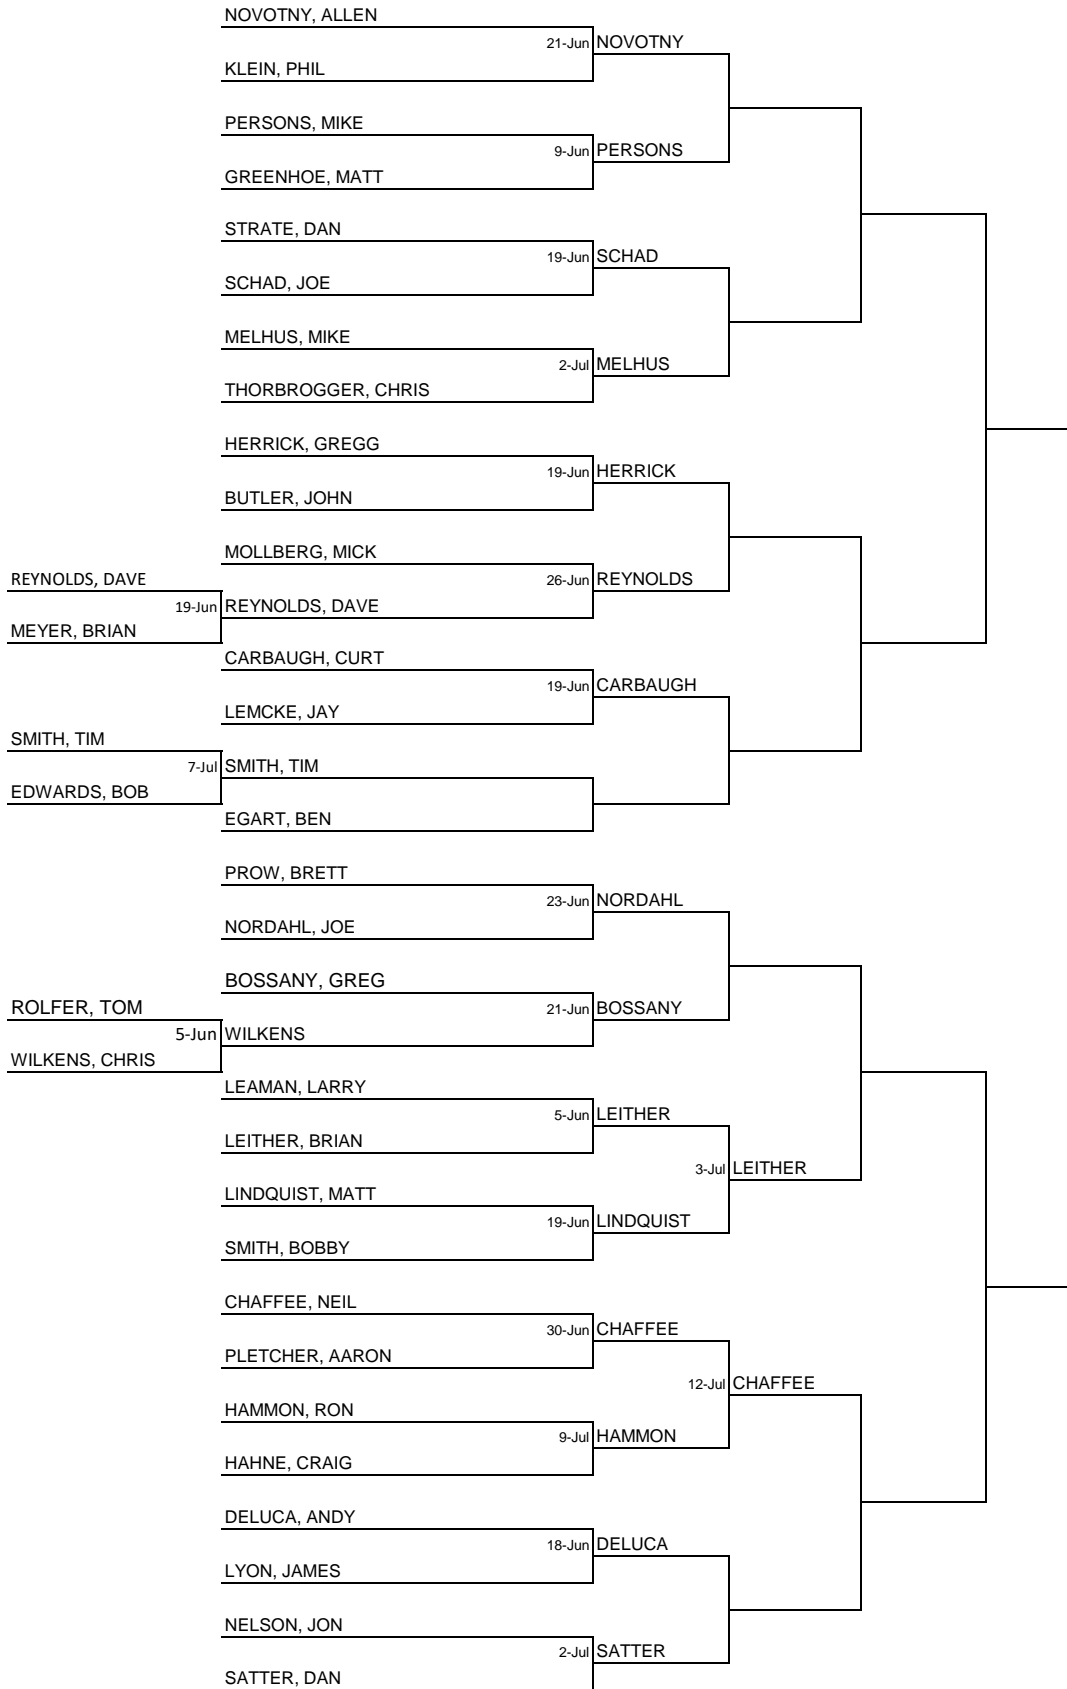 NOVOTNY, ALLEN
21-Jun NOVOTNY
KLEIN, PHIL
PERSONS, MIKE
9-Jun PERSONS
GREENHOE, MATT
STRATE, DAN
19-Jun SCHAD
SCHAD, JOE
MELHUS, MIKE
2-Jul MELHUS
THORBROGGER, CHRIS
HERRICK, GREGG
19-Jun HERRICK
BUTLER, JOHN
MOLLBERG, MICK
REYNOLDS, DAVE
26-Jun REYNOLDS
19-Jun REYNOLDS, DAVE
MEYER, BRIAN
CARBAUGH, CURT
19-Jun CARBAUGH
LEMCKE, JAY
SMITH, TIM
7-Jul SMITH, TIM
EDWARDS, BOB
EGART, BEN
PROW, BRETT
23-Jun NORDAHL
NORDAHL, JOE
BOSSANY, GREG
ROLFER, TOM
21-Jun BOSSANY
5-Jun WILKENS
WILKENS, CHRIS
LEAMAN, LARRY
5-Jun LEITHER
LEITHER, BRIAN
3-Jul LEITHER
LINDQUIST, MATT
19-Jun LINDQUIST
SMITH, BOBBY
CHAFFEE, NEIL
30-Jun CHAFFEE
PLETCHER, AARON
12-Jul CHAFFEE
HAMMON, RON
9-Jul HAMMON
HAHNE, CRAIG
DELUCA, ANDY
18-Jun DELUCA
LYON, JAMES
NELSON, JON
2-Jul SATTER
SATTER, DAN